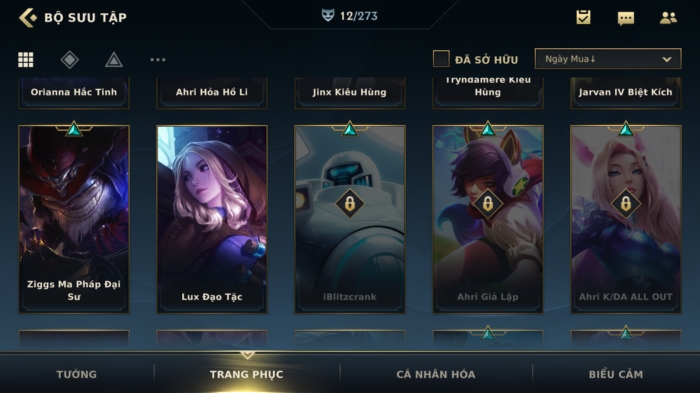 BỘ SƯU TẬP
12/273
ĐÃ SỞ HỮU
Ngày Mua↓
Orianna Hắc Tinh
Ahri Hỏa Hồ Li
Jinx Kiêu Hùng
Tryndamere Kiêu
Hùng
Jarvan IV Biệt Kích
Ziggs Ma Pháp Đại
Sư
Lux Đạo Tặc
iBlitzcrank
Ahri Giả Lập
Ahri K/DA ALL OUT
TƯỚNG
TRANG PHỤC
CÁ NHÂN HÓA
BIỂU CẢM